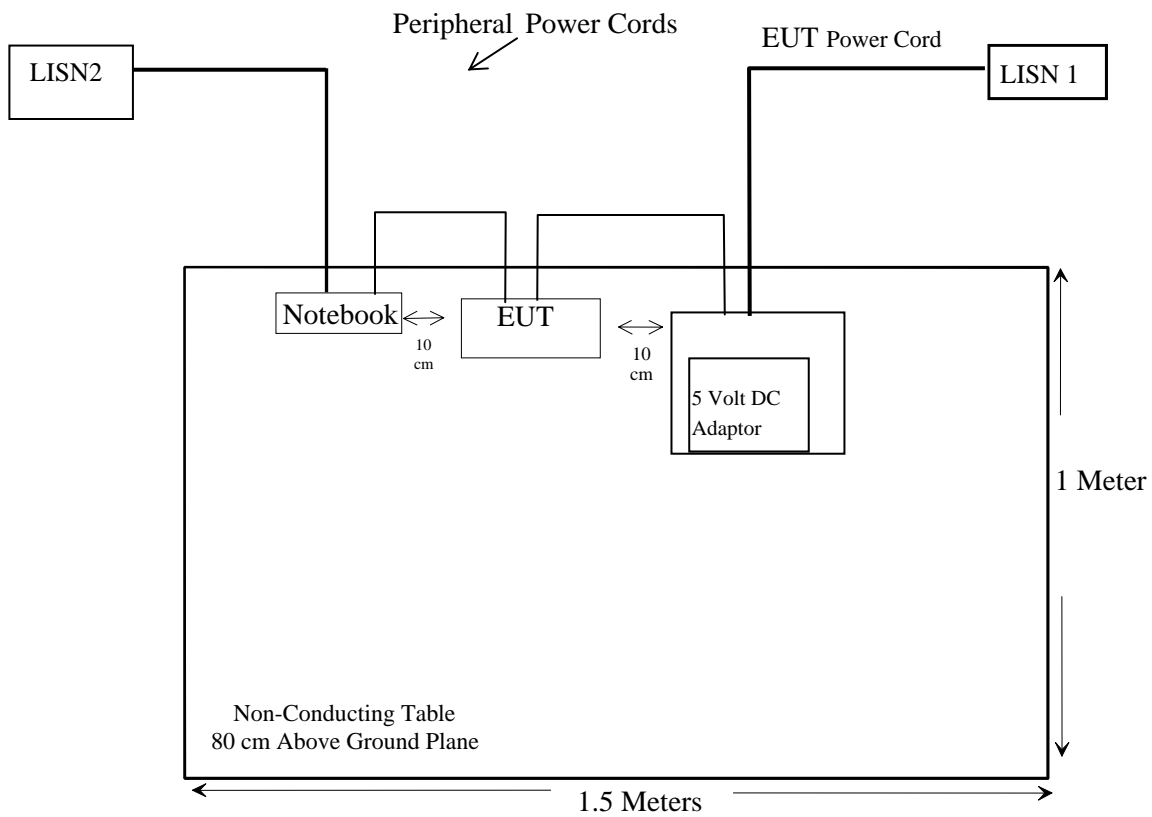 Peripheral Power Cords
EUT Power Cord
LISN2
LISN 1
Notebook
EUT
10
cm
10
cm
5 Volt DC
Adaptor
1 Meter
Non-Conducting Table
80 cm Above Ground Plane
1.5 Meters